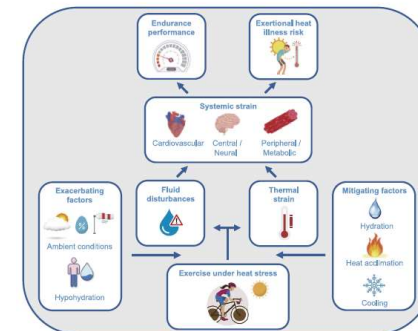 Endurance
performance
Exertional heat
illness risk
Systemic strain
Cardiovascular
Central /
Neural
Peripheral /
Metabolic
Exacerbating
factors
Ambient conditions
Hypohydration
Fluid
disturbances
Thermal
strain
Mitigating factors
Hydration
Heat acclimation
Cooling
Exercise under heat stress